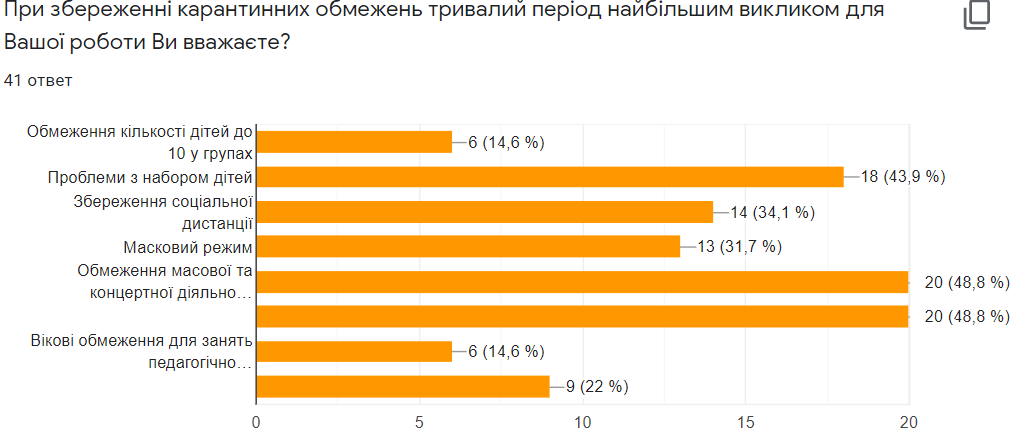 При збереженні карантинних обмежень тривалий період найбільшим викликом для
Вашої роботи Ви вважаєте?
41 ответ
Обмеження кількості дітей до
10 у групах
6 (14,6 %)
Проблеми з набором дітей
18 (43,9 %)
Збереження соціальної
дистанції
14 (34,1 %)
Масковий режим
13 (31,7 %)
Обмеження масової та
концертної діяльно…
20 (48,8 %)
20 (48,8 %)
Вікові обмеження для занять
педагогічно…
6 (14,6 %)
9 (22 %)
0
5
10
15
20